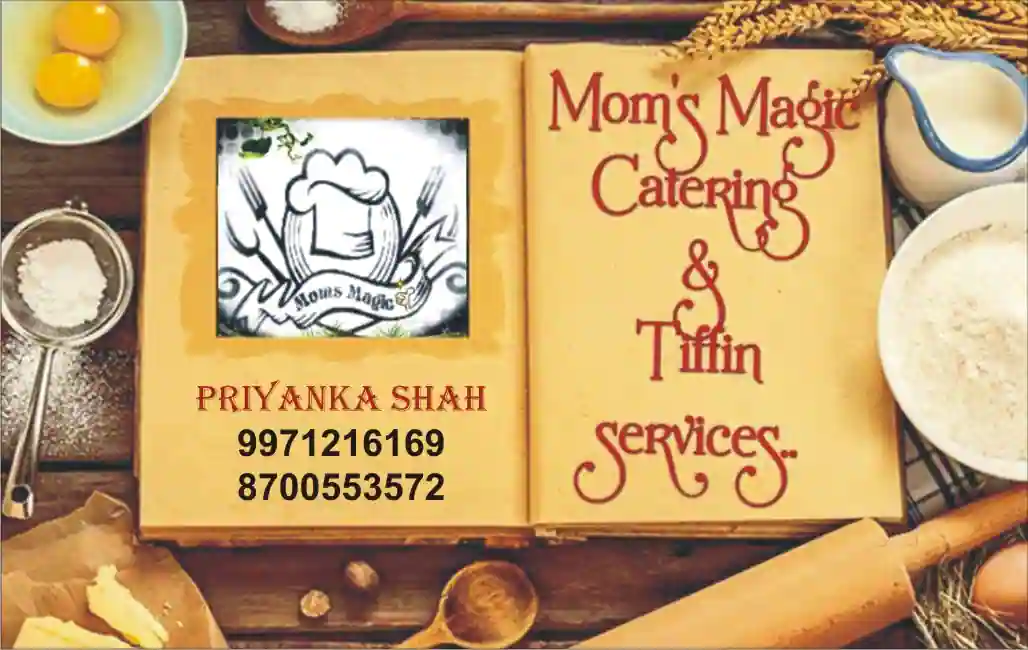 Moms Magic
PRIYANKA SHAH
9971216169
8700553572
Mom's Magic
Catering
&
Tiffin
services..